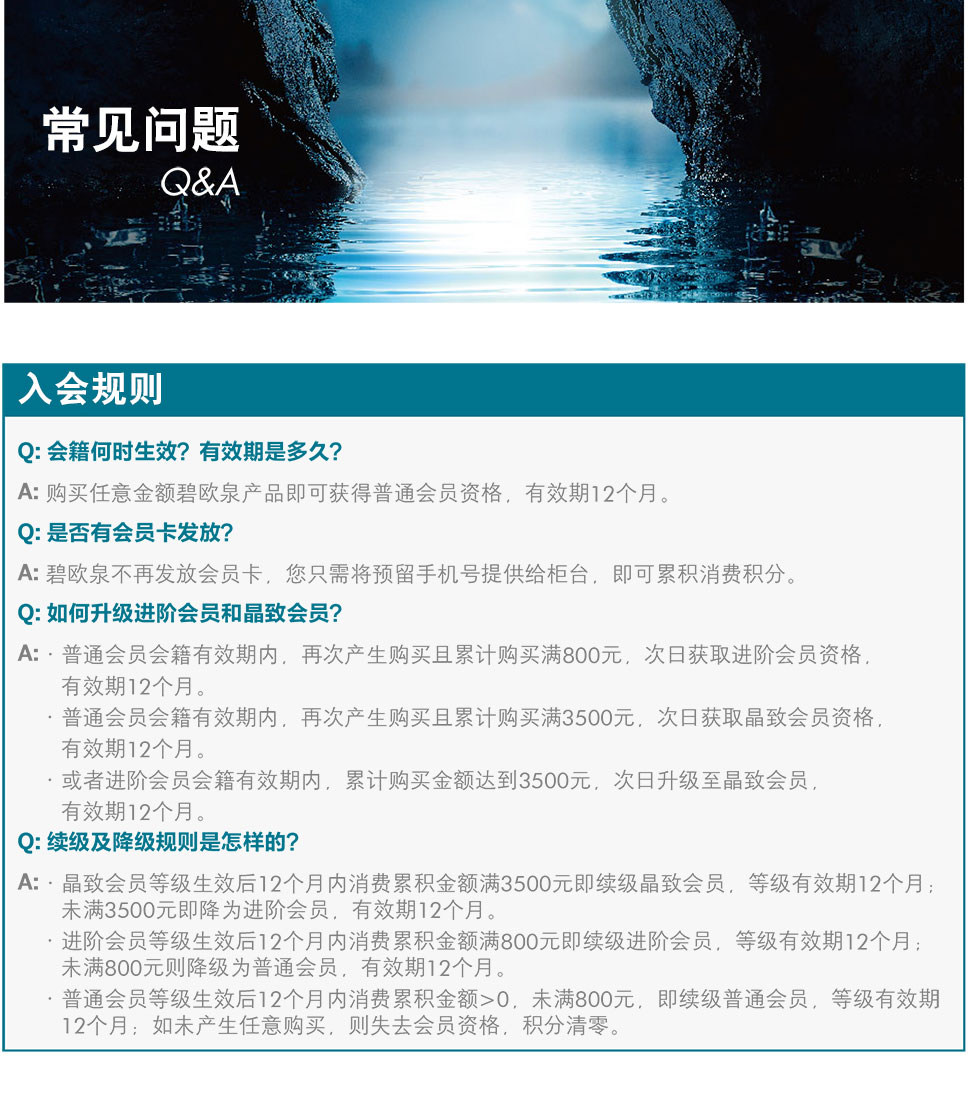 常见问题
Q&A
入会规则
Q: 会籍何时生效？有效期是多久？
A: 购买任意金额碧欧泉产品即可获得普通会员资格，有效期12个月。
Q: 是否有会员卡发放？
A: 碧欧泉不再发放会员卡，您只需将预留手机号提供给柜台，即可累积消费积分。
Q: 如何升级进阶会员和晶致会员？
A: · 普通会员会籍有效期内，再次产生购买且累计购买满800元，次日获取进阶会员资格，
有效期12个月。
· 普通会员会籍有效期内，再次产生购买且累计购买满3500元，次日获取晶致会员资格，
有效期12个月。
· 或者进阶会员会籍有效期内，累计购买金额达到3500元，次日升级至晶致会员，
有效期12个月。
Q: 续级及降级规则是怎样的？
A: · 晶致会员等级生效后12个月内消费累积金额满3500元即续级晶致会员，等级有效期12个月；
未满3500元即降为进阶会员，有效期12个月。
· 进阶会员等级生效后12个月内消费累积金额满800元即续级进阶会员，等级有效期12个月；
未满800元则降级为普通会员，有效期12个月。
· 普通会员等级生效后12个月内消费累积金额>0，未满800元，即续级普通会员，等级有效期
12个月；如未产生任意购买，则失去会员资格，积分清零。